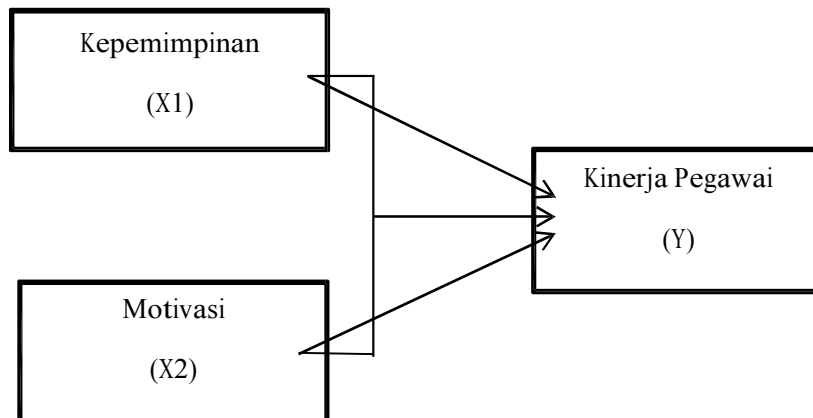 Kepemimpinan
(X1)
Kinerja Pegawai
(Y)
Motivasi
(X2)